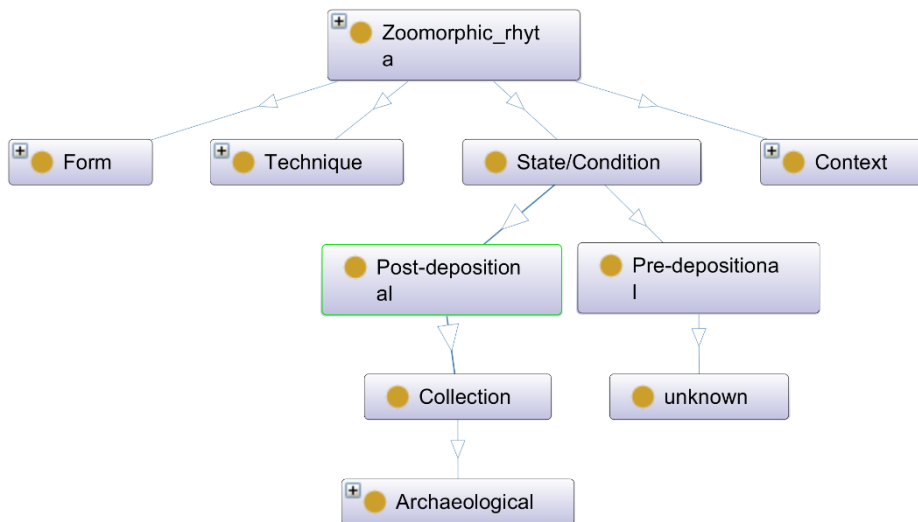 Zoomorphic_rhyt
a
Form
Technique
State/Condition
Context
Post-deposition
al
Pre-depositiona
l
Collection
unknown
Archaeological